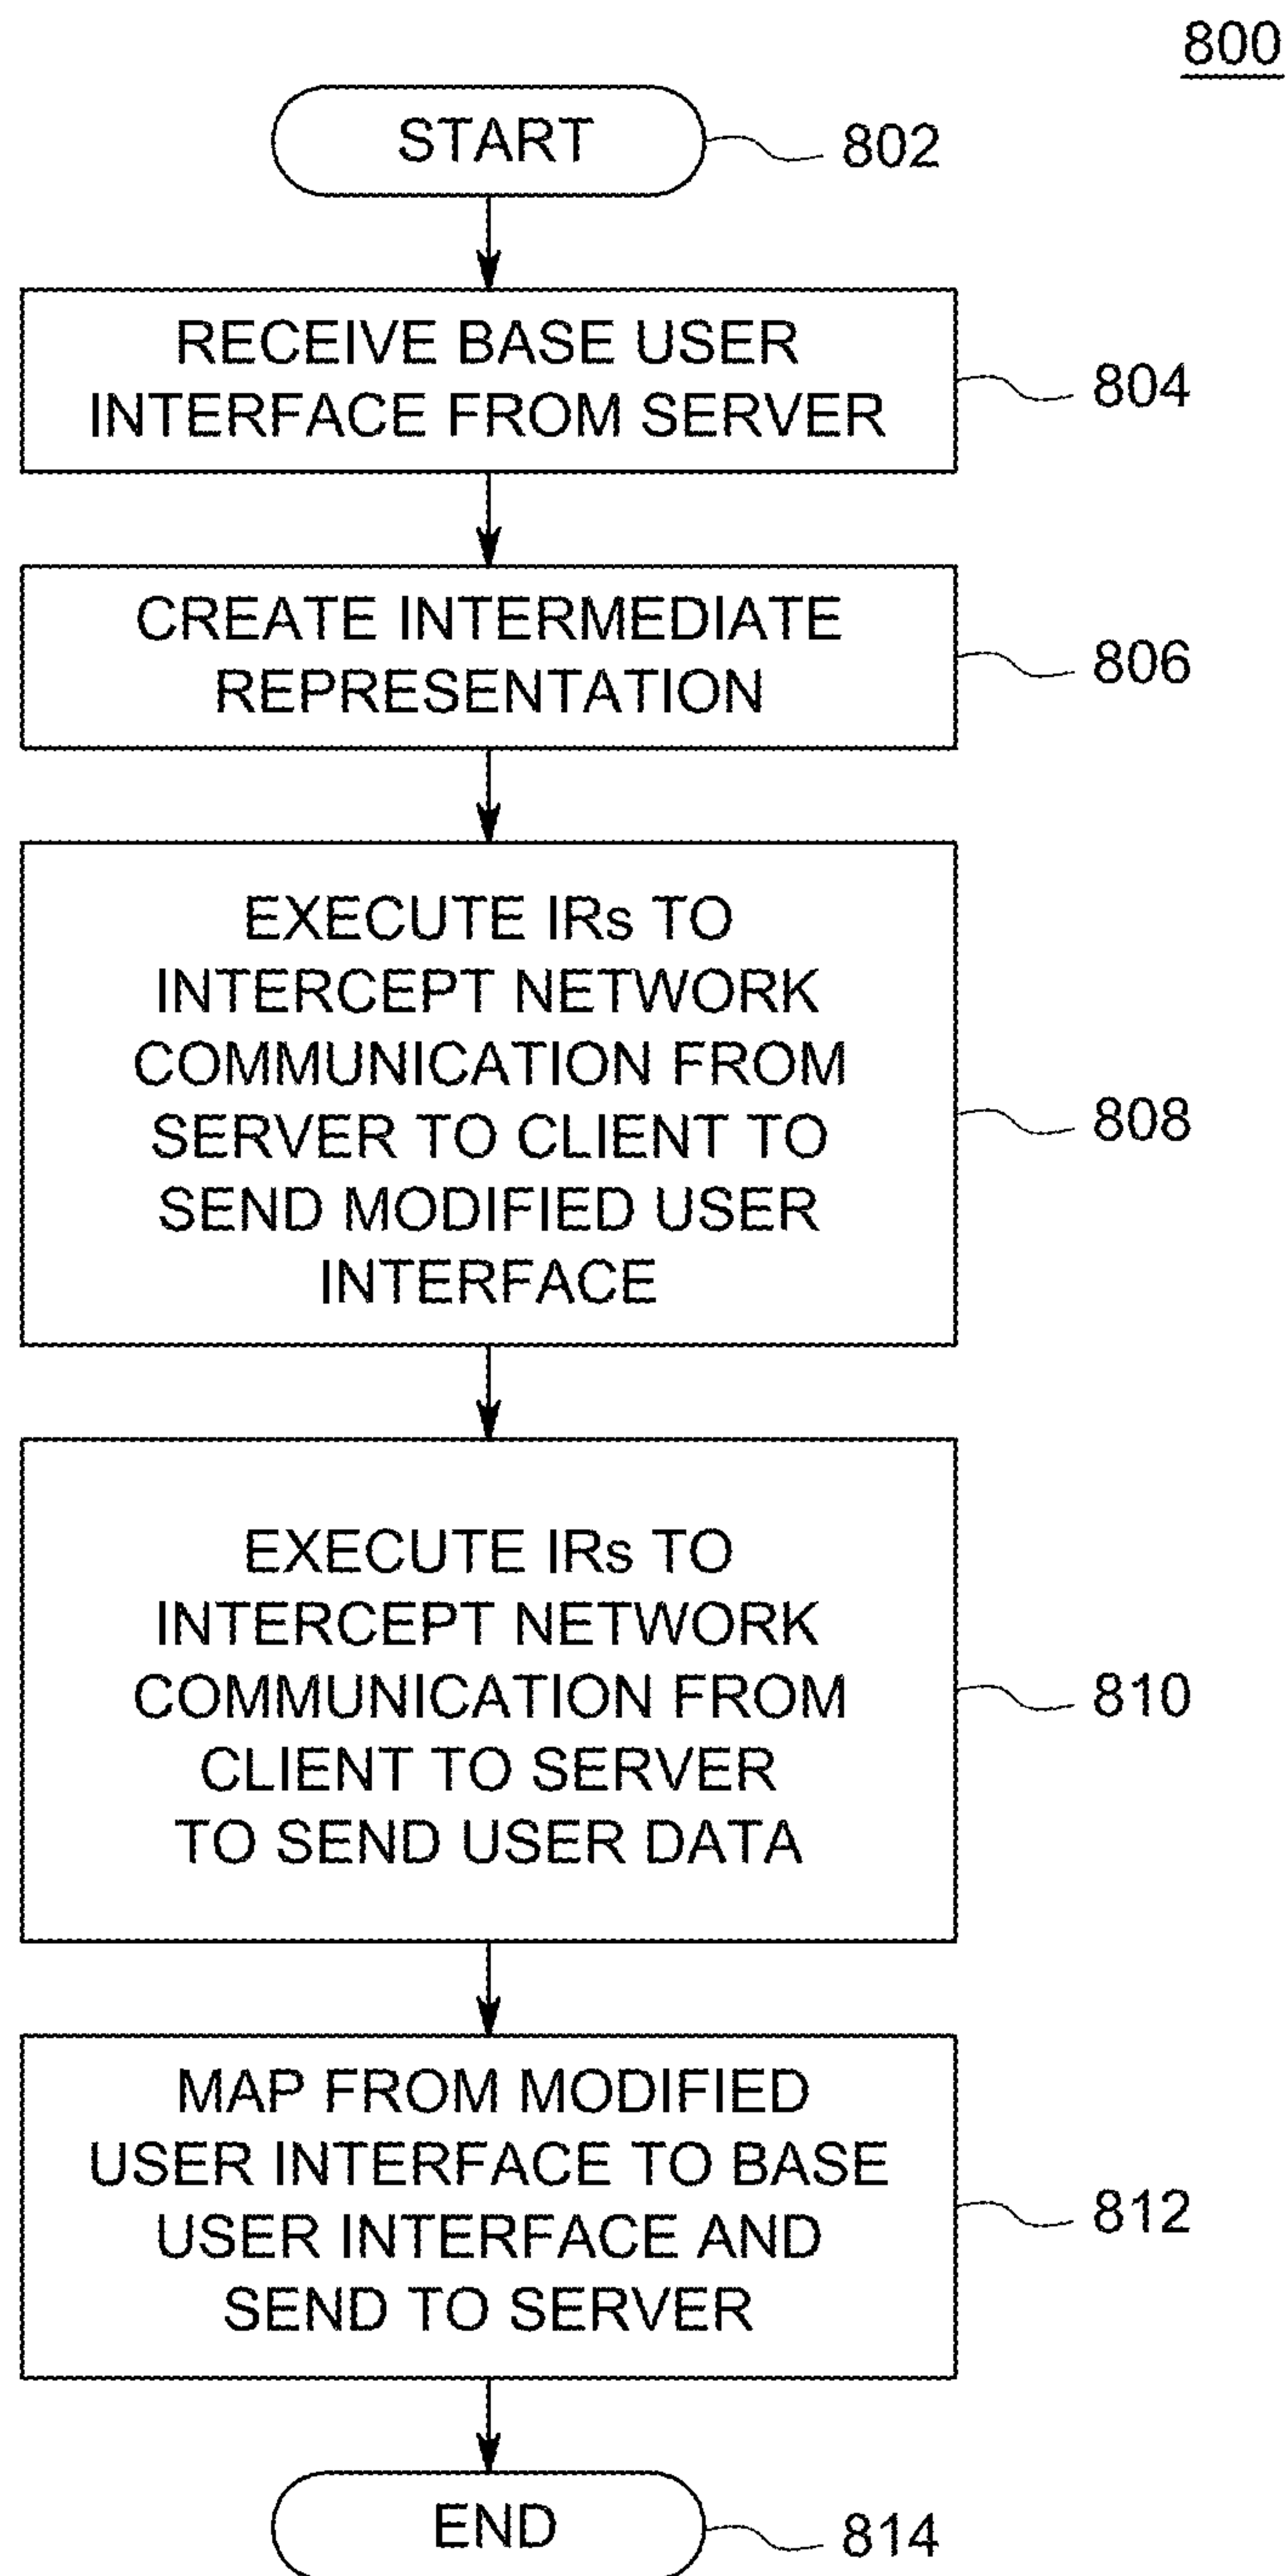 800
START
802
RECEIVE BASE USER
INTERFACE FROM SERVER
804
CREATE INTERMEDIATE
REPRESENTATION
806
EXECUTE IRs TO
INTERCEPT NETWORK
COMMUNICATION FROM
SERVER TO CLIENT TO
SEND MODIFIED USER
INTERFACE
808
EXECUTE IRs TO
INTERCEPT NETWORK
COMMUNICATION FROM
CLIENT TO SERVER
TO SEND USER DATA
810
MAP FROM MODIFIED
USER INTERFACE TO BASE
USER INTERFACE AND
SEND TO SERVER
812
END
814